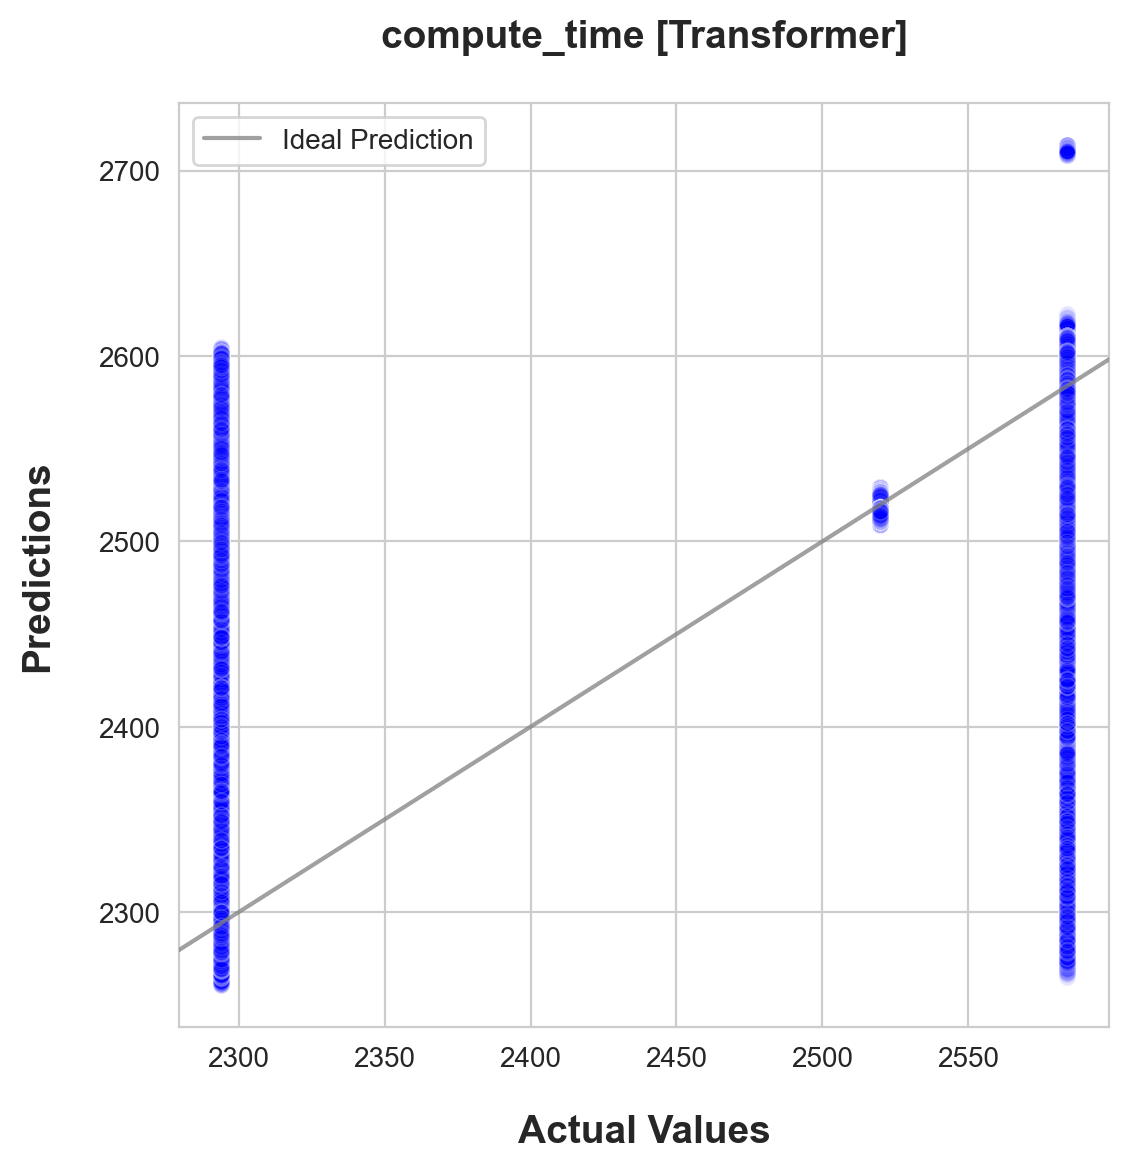 compute_time [Transformer]
Ideal Prediction
2700
2600
2500
2400
2300
Predictions
2300 2350 2400 2450 2500 2550
Actual Values